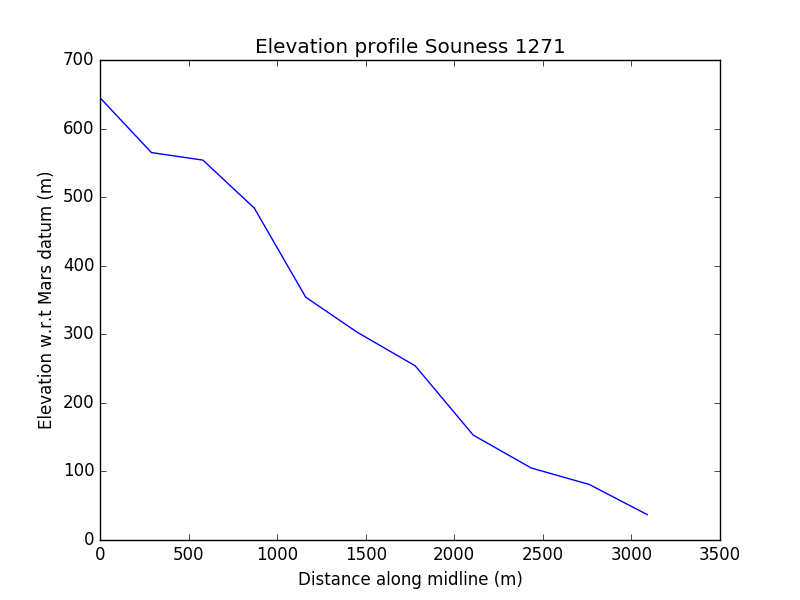 Elevation profile Souness 1271
700
600
500
400
300
200
100
0
Elevation w.r.t Mars datum (m)
0 500 1000 1500 2000 2500 3000 3500
Distance along midline (m)